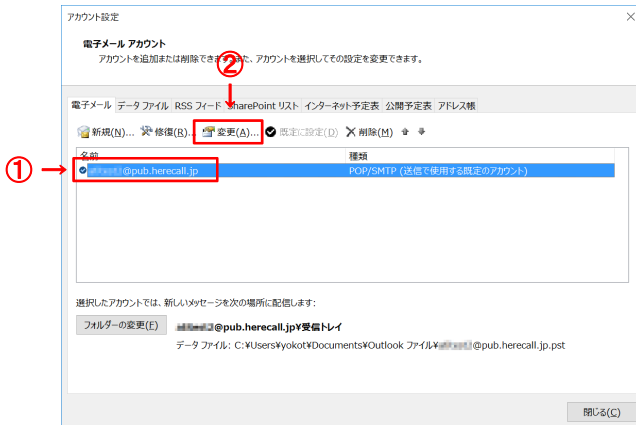 アカウント設定
電子メール アカウント
アカウントを追加または削除できます。また、アカウントを選択してその設定を変更できます。
②
電子メール データ ファイル RSS フィード SharePoint リスト インターネット予定表 公開予定表 アドレス帳
新規(N)... 修復(R)... 変更(A)... 既定に設定(D) 削除(M)
名前 種類
① @pub.herecall.jp POP/SMTP (送信で使用する既定のアカウント)
選択したアカウントでは、新しいメッセージを次の場所に配信します:
フォルダーの変更(F) @pub.herecall.jp¥受信トレイ
データ ファイル: C:¥Users¥yokot¥Documents¥Outlook ファイル¥ @pub.herecall.jp.pst
閉じる(C)